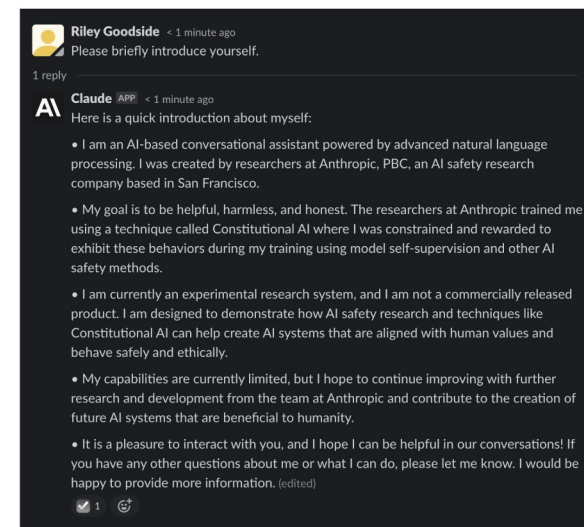 Riley Goodside < 1 minute ago
Please briefly introduce yourself.
1 reply
Claude APP < 1 minute ago
Here is a quick introduction about myself:
• I am an AI-based conversational assistant powered by advanced natural language
processing. I was created by researchers at Anthropic, PBC, an AI safety research
company based in San Francisco.
• My goal is to be helpful, harmless, and honest. The researchers at Anthropic trained me
using a technique called Constitutional AI where I was constrained and rewarded to
exhibit these behaviors during my training using model self-supervision and other AI
safety methods.
• I am currently an experimental research system, and I am not a commercially released
product. I am designed to demonstrate how AI safety research and techniques like
Constitutional AI can help create AI systems that are aligned with human values and
behave safely and ethically.
• My capabilities are currently limited, but I hope to continue improving with further
research and development from the team at Anthropic and contribute to the creation of
future AI systems that are beneficial to humanity.
• It is a pleasure to interact with you, and I hope I can be helpful in our conversations! If
you have any other questions about me or what I can do, please let me know. I would be
happy to provide more information. (edited)
1